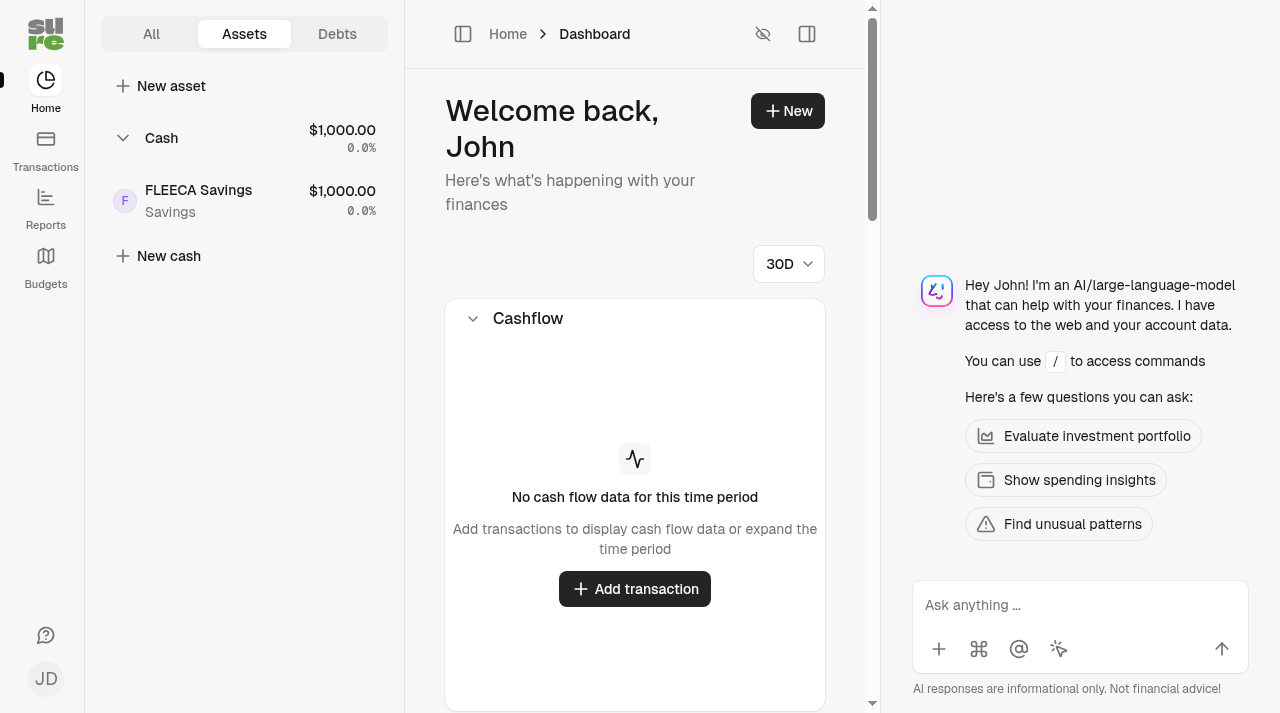 sure
Home
Transactions
Reports
Budgets
JD
All
Assets
Debts
New asset
Cash
$1,000.00
0.0%
F
FLEECA Savings
Savings
$1,000.00
0.0%
New cash
Home
Dashboard
Welcome back,
John
Here's what's happening with your
finances
New
30D
Cashflow
No cash flow data for this time period
Add transactions to display cash flow data or expand the
time period
Add transaction
Hey John! I'm an AI/large-language-model
that can help with your finances. I have
access to the web and your account data.
You can use / to access commands
Here's a few questions you can ask:
Evaluate investment portfolio
Show spending insights
Find unusual patterns
Ask anything ...
AI responses are informational only. Not financial advice!